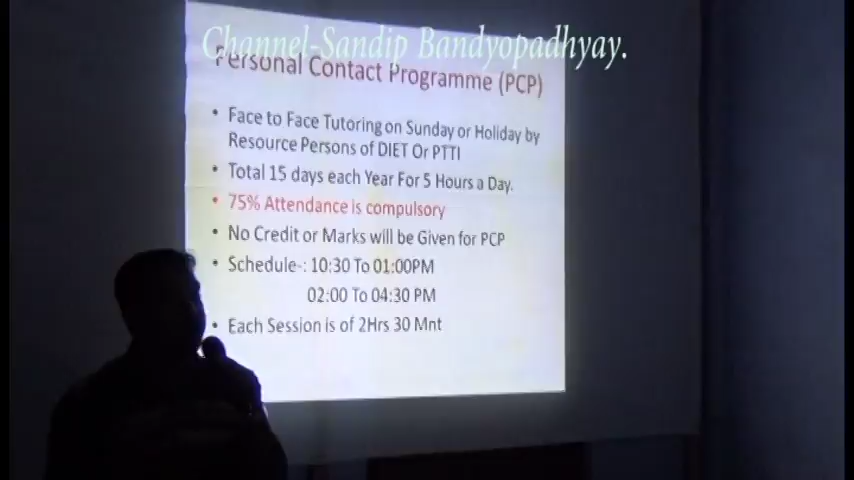 Channel-Sandip Bandyopadhyay.
Personal Contact Programme (PCP)
• Face to Face Tutoring on Sunday or Holiday by
Resource Persons of DIET Or PTTI
• Total 15 days each Year For 5 Hours a Day.
• 75% Attendance is compulsory
• No Credit or Marks will be Given for PCP
• Schedule-: 10:30 To 01:00PM
02:00 To 04:30 PM
• Each Session is of 2Hrs 30 Mnt